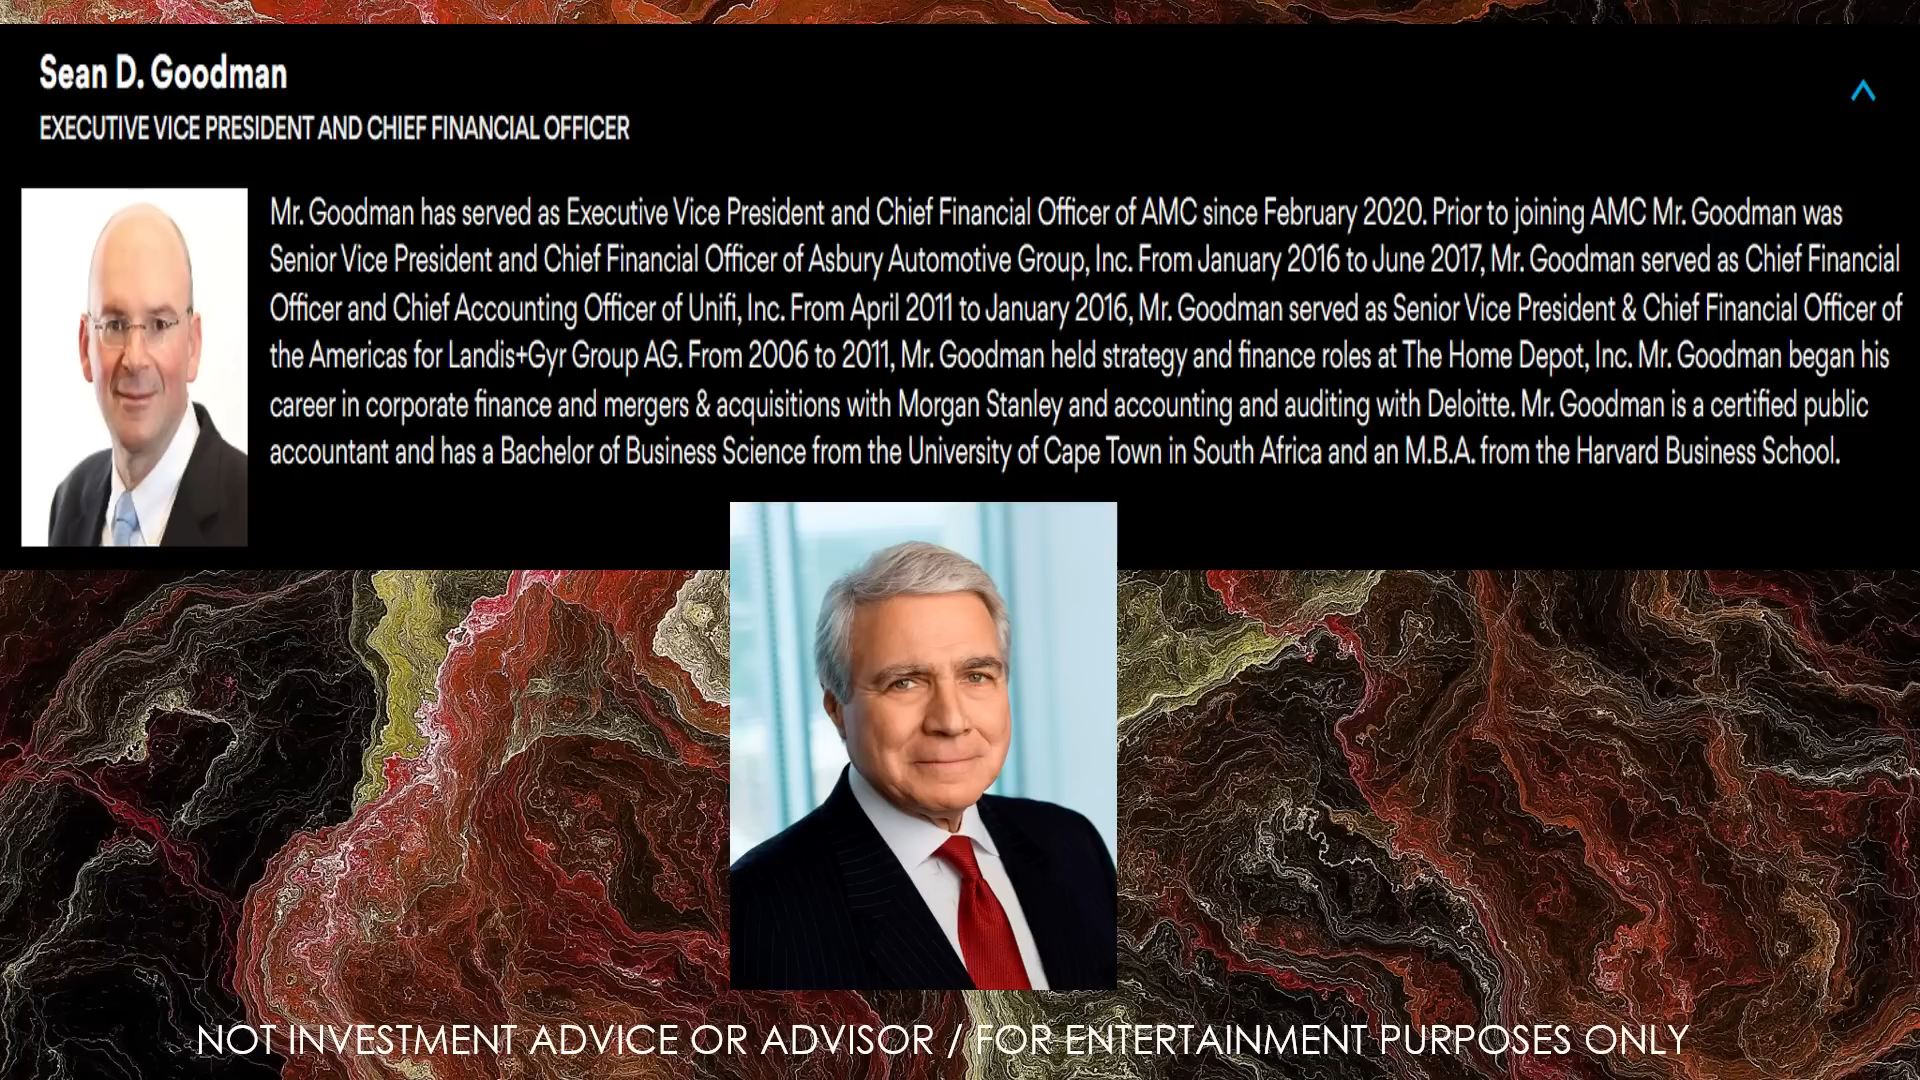 Sean D. Goodman
EXECUTIVE VICE PRESIDENT AND CHIEF FINANCIAL OFFICER
Mr. Goodman has served as Executive Vice President and Chief Financial Officer of AMC since February 2020. Prior to joining AMC Mr. Goodman was
Senior Vice President and Chief Financial Officer of Asbury Automotive Group, Inc. From January 2016 to June 2017, Mr. Goodman served as Chief Financial
Officer and Chief Accounting Officer of Unifi, Inc. From April 2011 to January 2016, Mr. Goodman served as Senior Vice President & Chief Financial Officer of
the Americas for Landis+Gyr Group AG. From 2006 to 2011, Mr. Goodman held strategy and finance roles at The Home Depot, Inc. Mr. Goodman began his
career in corporate finance and mergers & acquisitions with Morgan Stanley and accounting and auditing with Deloitte. Mr. Goodman is a certified public
accountant and has a Bachelor of Business Science from the University of Cape Town in South Africa and an M.B.A. from the Harvard Business School.
NOT INVESTMENT ADVICE OR ADVISOR / FOR ENTERTAINMENT PURPOSES ONLY